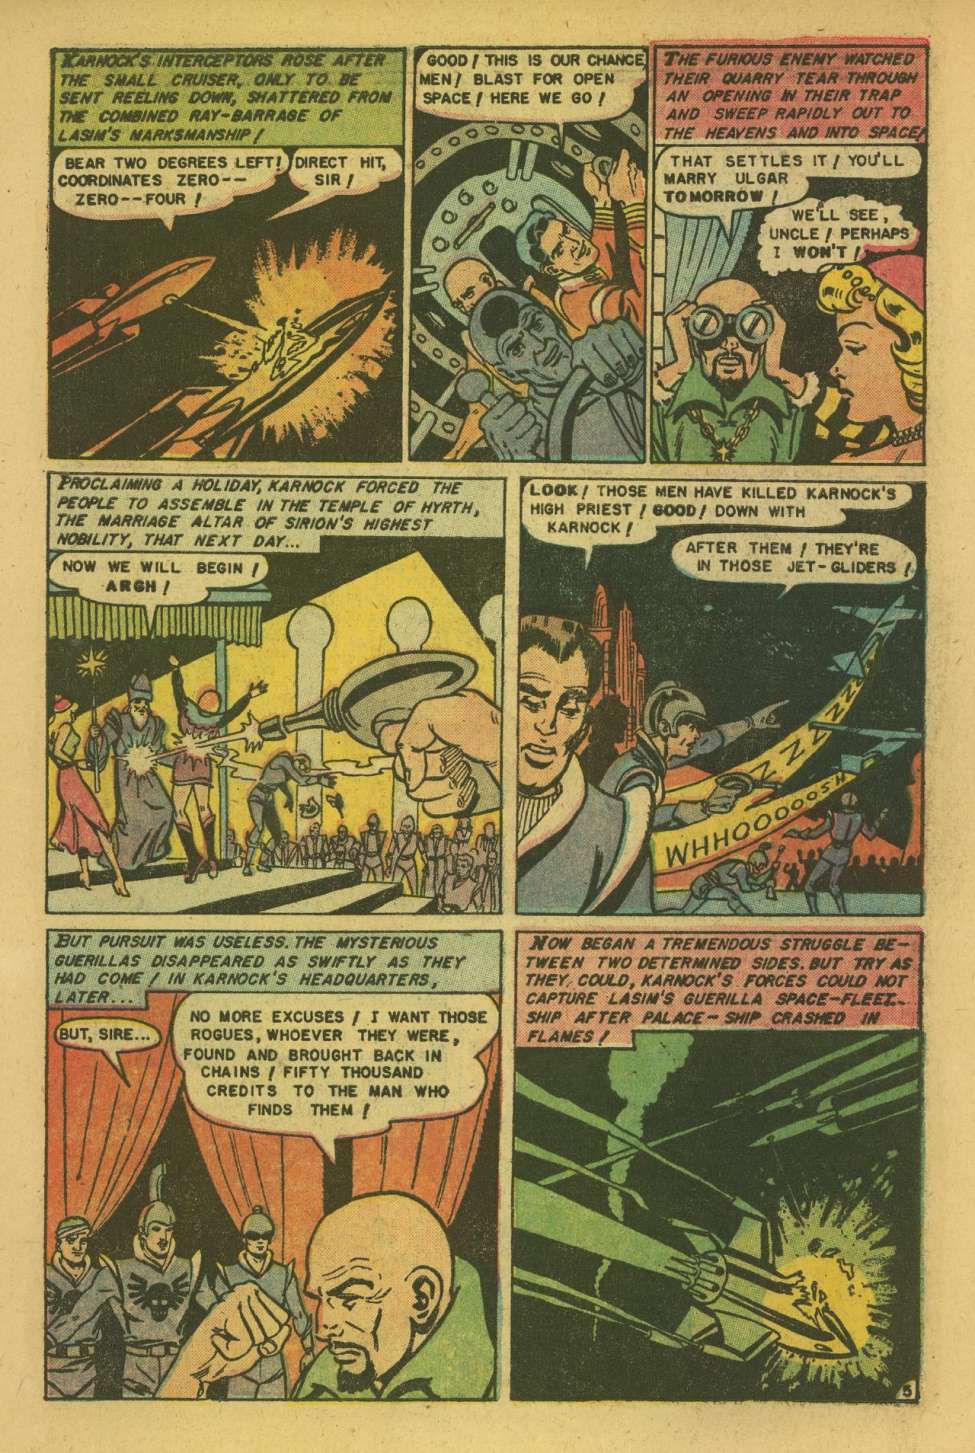 KARNOCK'S INTERCEPTORS ROSE AFTER
THE SMALL CRUISER, ONLY TO BE
SENT REELING DOWN, SHATTERED FROM
THE COMBINED RAY-BARRAGE OF
LASIM'S MARKSMANSHIP!
BEAR TWO DEGREES LEFT!
COORDINATES ZERO--
ZERO--FOUR!
DIRECT HIT,
SIR!
GOOD! THIS IS OUR CHANCE,
MEN! BLAST FOR OPEN
SPACE! HERE WE GO!
THE FURIOUS ENEMY WATCHED
THEIR QUARRY TEAR THROUGH
AN OPENING IN THEIR TRAP
AND SWEEP RAPIDLY OUT TO
THE HEAVENS AND INTO SPACE!
THAT SETTLES IT! YOU'LL
MARRY ULGAR
TOMORROW!
WE'LL SEE,
UNCLE! PERHAPS
I WON'T!
PROCLAIMING A HOLIDAY, KARNOCK FORCED THE
PEOPLE TO ASSEMBLE IN THE TEMPLE OF HYRTH,
THE MARRIAGE ALTAR OF SIRION'S HIGHEST
NOBILITY, THAT NEXT DAY...
NOW WE WILL BEGIN!
ARGH!
LOOK! THOSE MEN HAVE KILLED KARNOCK'S
HIGH PRIEST! GOOD! DOWN WITH
KARNOCK!
AFTER THEM! THEY'RE
IN THOSE JET-GLIDERS!
WHHOOOOOSH
ZZZZZZZ
BUT PURSUIT WAS USELESS. THE MYSTERIOUS
GUERILLAS DISAPPEARED AS SWIFTLY AS THEY
HAD COME! IN KARNOCK'S HEADQUARTERS,
LATER...
BUT, SIRE...
NO MORE EXCUSES! I WANT THOSE
ROGUES, WHOEVER THEY WERE,
FOUND AND BROUGHT BACK IN
CHAINS! FIFTY THOUSAND
CREDITS TO THE MAN WHO
FINDS THEM!
NOW BEGAN A TREMENDOUS STRUGGLE BE-
TWEEN TWO DETERMINED SIDES. BUT TRY AS
THEY COULD, KARNOCK'S FORCES COULD NOT
CAPTURE LASIM'S GUERILLA SPACE-FLEET.
SHIP AFTER PALACE-SHIP CRASHED IN
FLAMES!
5